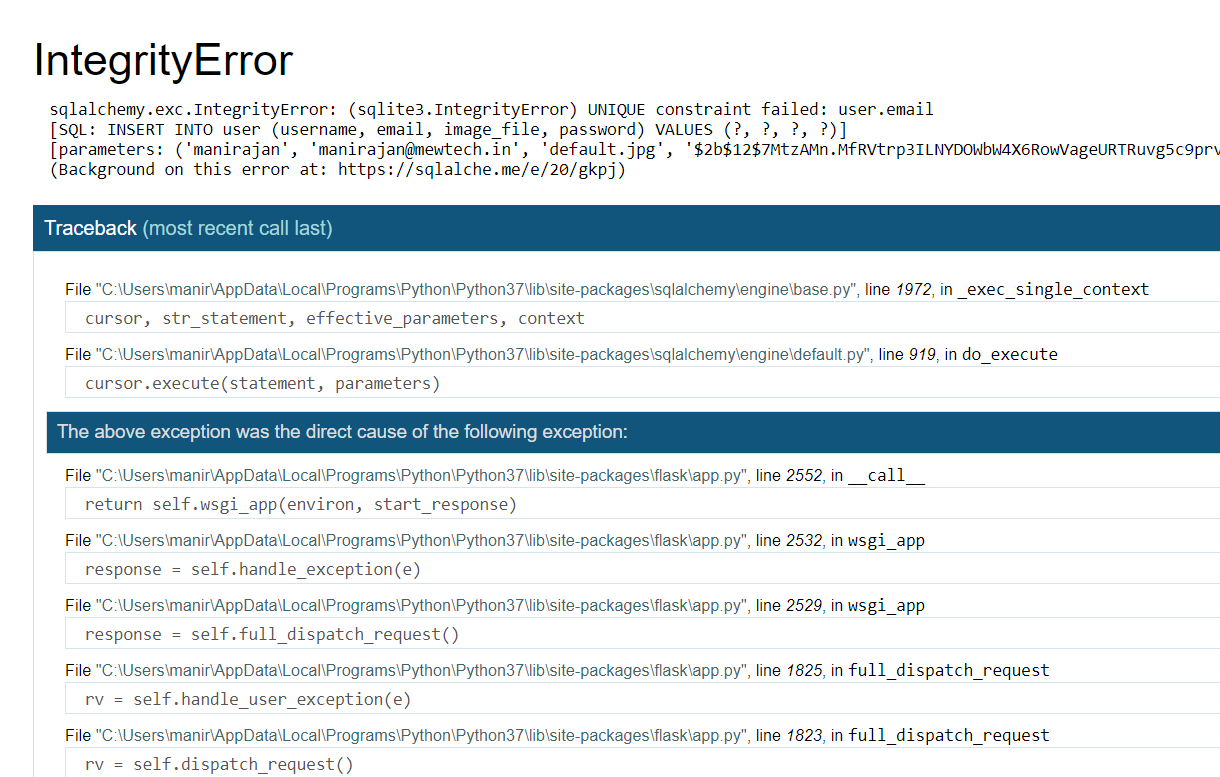 IntegrityError
sqlalchemy.exc.IntegrityError: (sqlite3.IntegrityError) UNIQUE constraint failed: user.email
[SQL: INSERT INTO user (username, email, image_file, password) VALUES (?, ?, ?, ?)]
[parameters: ('manirajan', 'manirajan@mewtech.in', 'default.jpg', '$2b$12$7MtzAMn.MfRVtrp3ILNYDOWbW4X6RowVageURTRuvg5c9prv
(Background on this error at: https://sqlalche.me/e/20/gkpj)
Traceback (most recent call last)
File "C:\Users\manir\AppData\Local\Programs\Python\Python37\lib\site-packages\sqlalchemy\engine\base.py", line 1972, in _exec_single_context
cursor, str_statement, effective_parameters, context
File "C:\Users\manir\AppData\Local\Programs\Python\Python37\lib\site-packages\sqlalchemy\engine\default.py", line 919, in do_execute
cursor.execute(statement, parameters)
The above exception was the direct cause of the following exception:
File "C:\Users\manir\AppData\Local\Programs\Python\Python37\lib\site-packages\flask\app.py", line 2552, in __call__
return self.wsgi_app(environ, start_response)
File "C:\Users\manir\AppData\Local\Programs\Python\Python37\lib\site-packages\flask\app.py", line 2532, in wsgi_app
response = self.handle_exception(e)
File "C:\Users\manir\AppData\Local\Programs\Python\Python37\lib\site-packages\flask\app.py", line 2529, in wsgi_app
response = self.full_dispatch_request()
File "C:\Users\manir\AppData\Local\Programs\Python\Python37\lib\site-packages\flask\app.py", line 1825, in full_dispatch_request
rv = self.handle_user_exception(e)
File "C:\Users\manir\AppData\Local\Programs\Python\Python37\lib\site-packages\flask\app.py", line 1823, in full_dispatch_request
rv = self.dispatch_request()